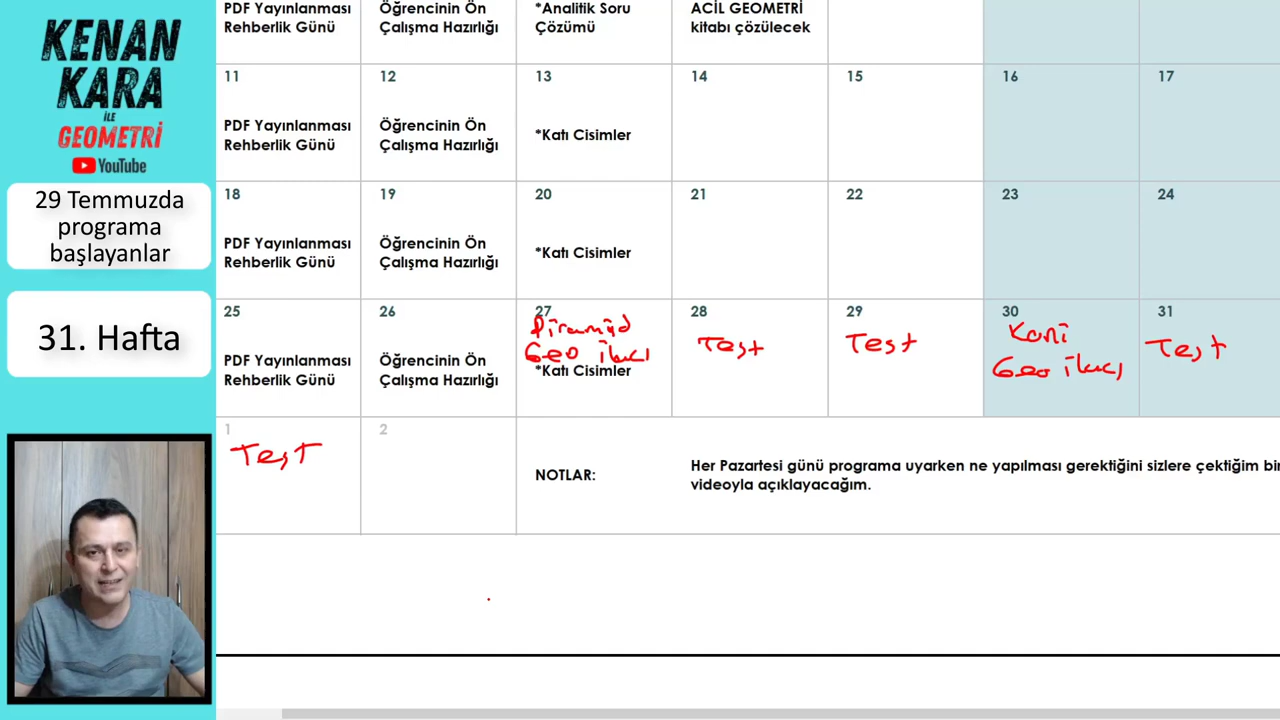 KENAN
KARA
İLE
GEOMETRİ
YouTube
29 Temmuzda
programa
başlayanlar
31. Hafta
PDF Yayınlanması
Rehberlik Günü
Öğrencinin Ön
Çalışma Hazırlığı
*Analitik Soru
Çözümü
ACİL GEOMETRİ
kitabı çözülecek
11
PDF Yayınlanması
Rehberlik Günü
12
Öğrencinin Ön
Çalışma Hazırlığı
13
*Katı Cisimler
14
15
16
17
18
PDF Yayınlanması
Rehberlik Günü
19
Öğrencinin Ön
Çalışma Hazırlığı
20
*Katı Cisimler
21
22
23
24
25
PDF Yayınlanması
Rehberlik Günü
26
Öğrencinin Ön
Çalışma Hazırlığı
27
Piramid
Geo
*Katı Cisimler
28
Test
29
Test
30
Koni
Geo
31
Test
1
Test
2
NOTLAR:
Her Pazartesi günü programa uyarken ne yapılması gerektiğini sizlere çektiğim bir
videoyla açıklayacağım.